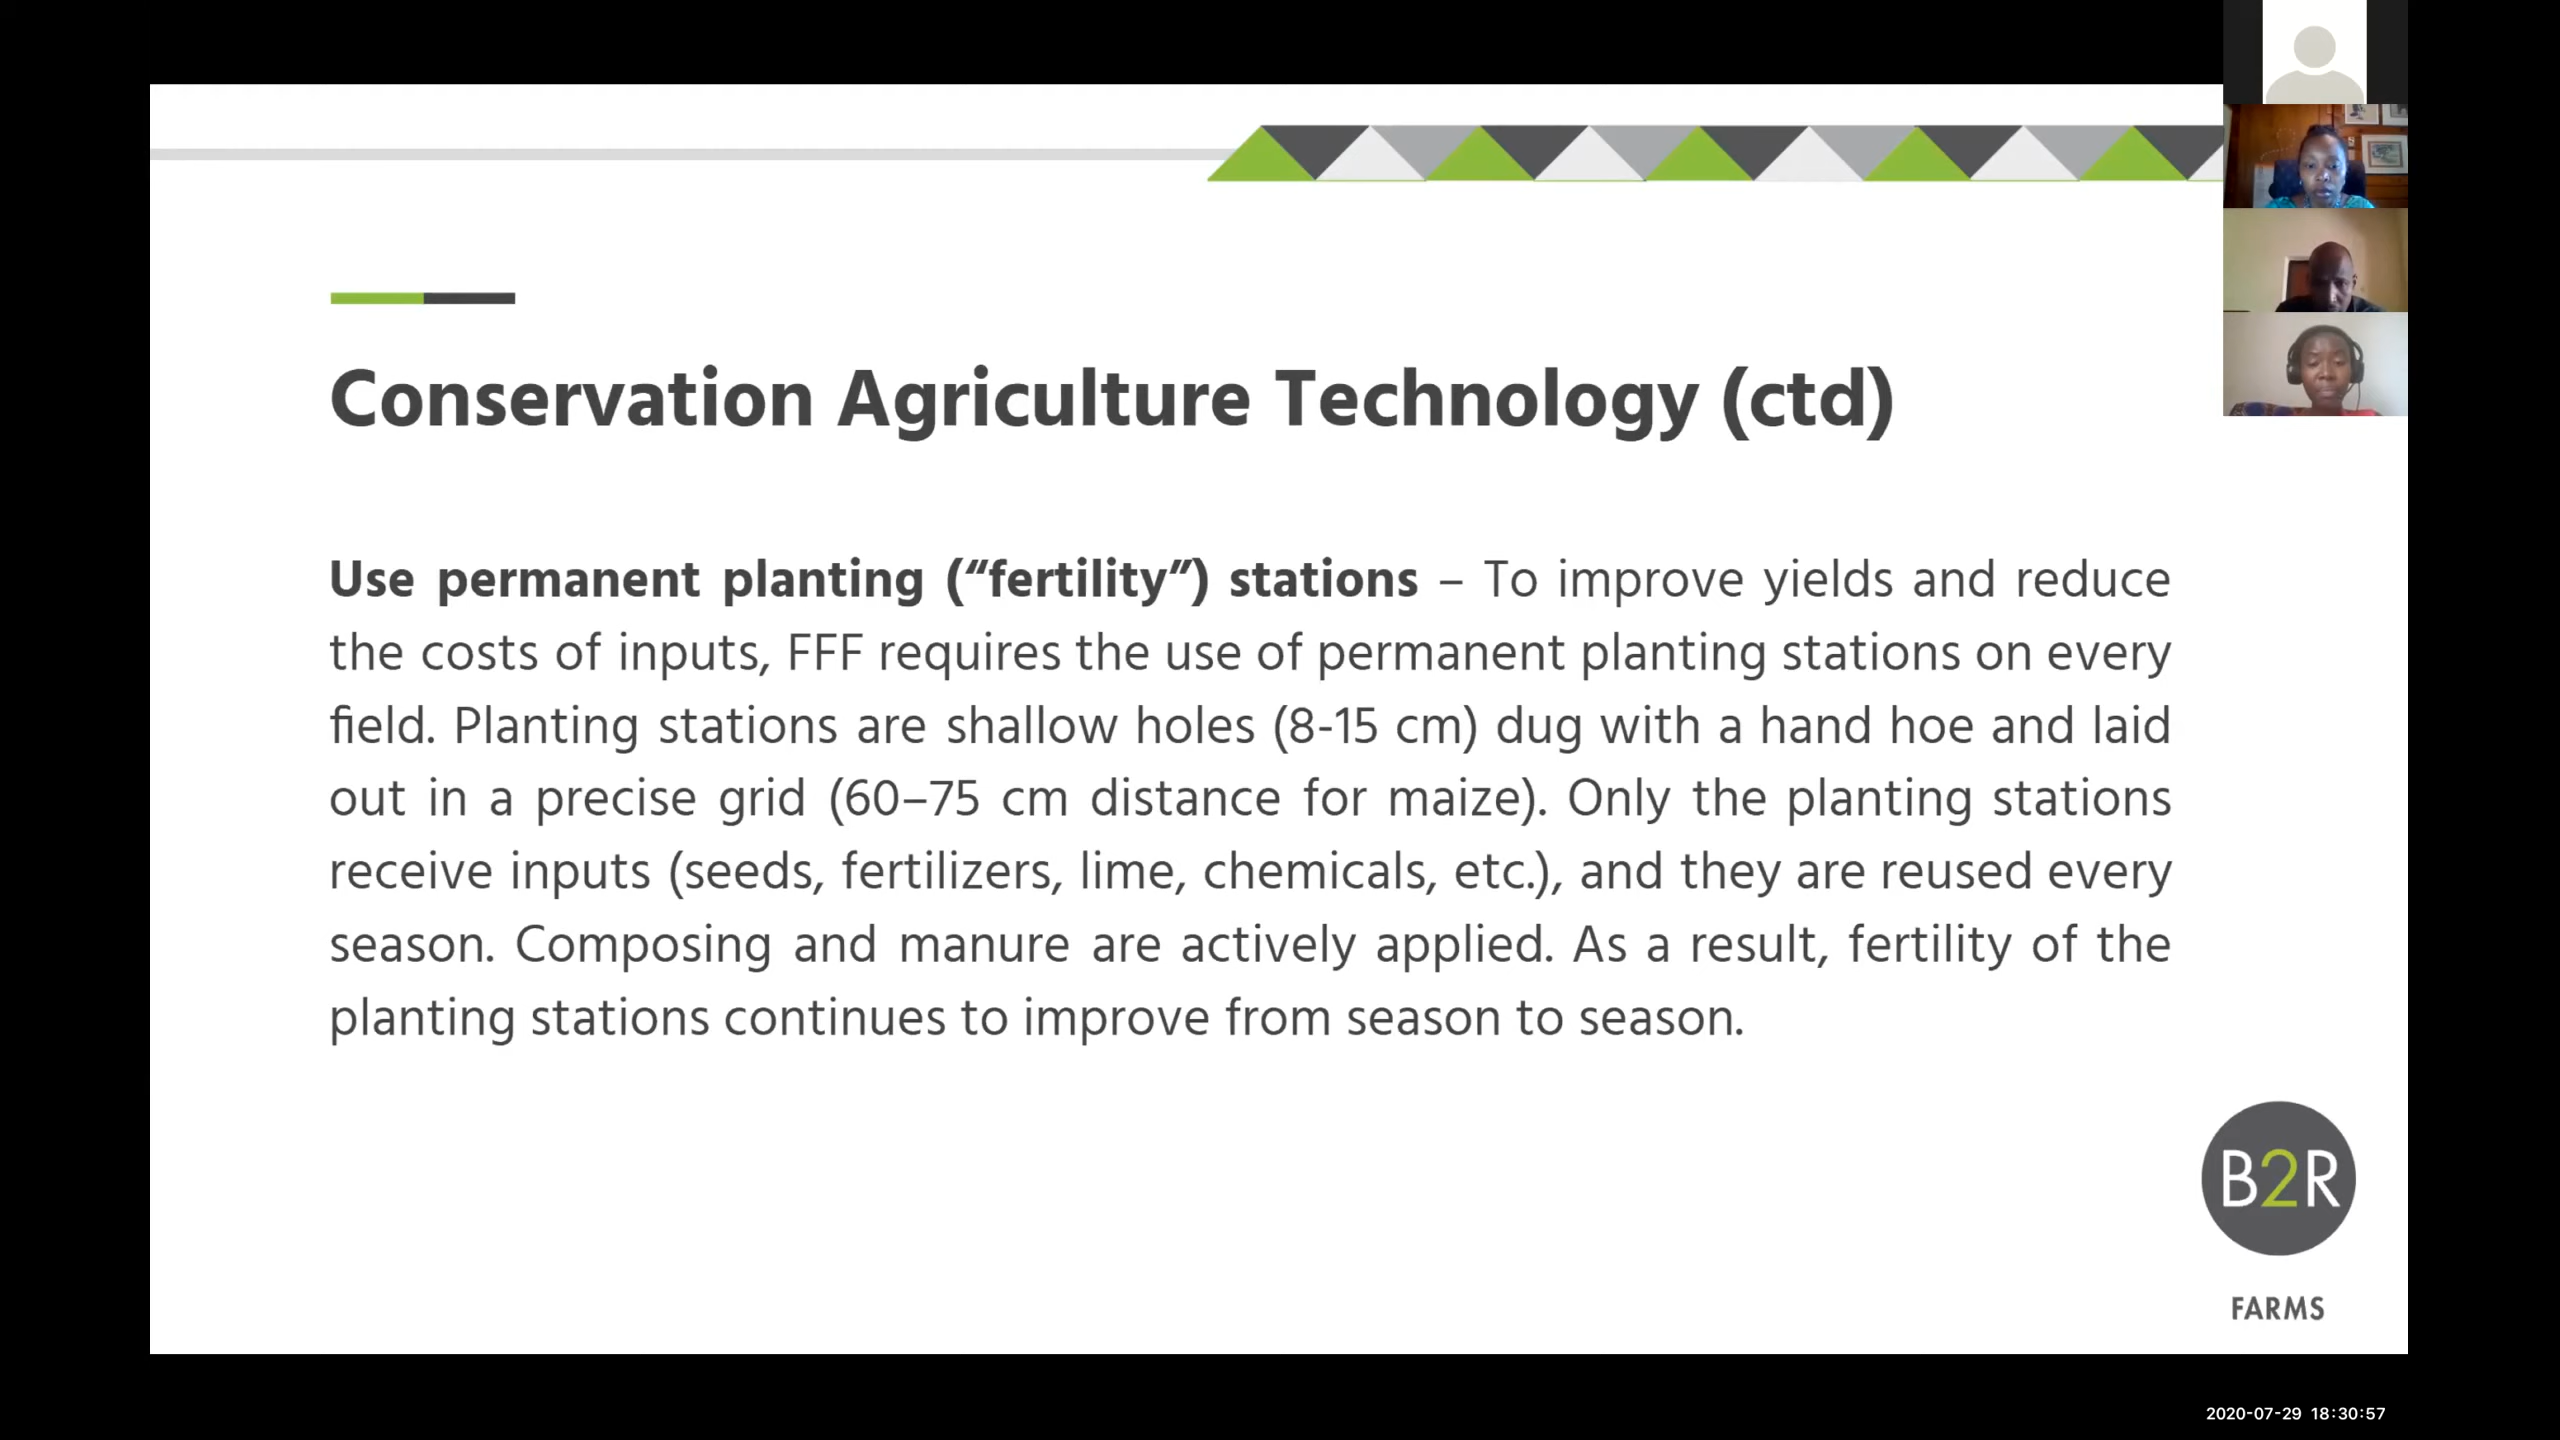 Conservation Agriculture Technology (ctd)
Use permanent planting (“fertility”) stations – To improve yields and reduce
the costs of inputs, FFF requires the use of permanent planting stations on every
field. Planting stations are shallow holes (8-15 cm) dug with a hand hoe and laid
out in a precise grid (60–75 cm distance for maize). Only the planting stations
receive inputs (seeds, fertilizers, lime, chemicals, etc.), and they are reused every
season. Composing and manure are actively applied. As a result, fertility of the
planting stations continues to improve from season to season.
B2R
FARMS
2020-07-29 18:30:57